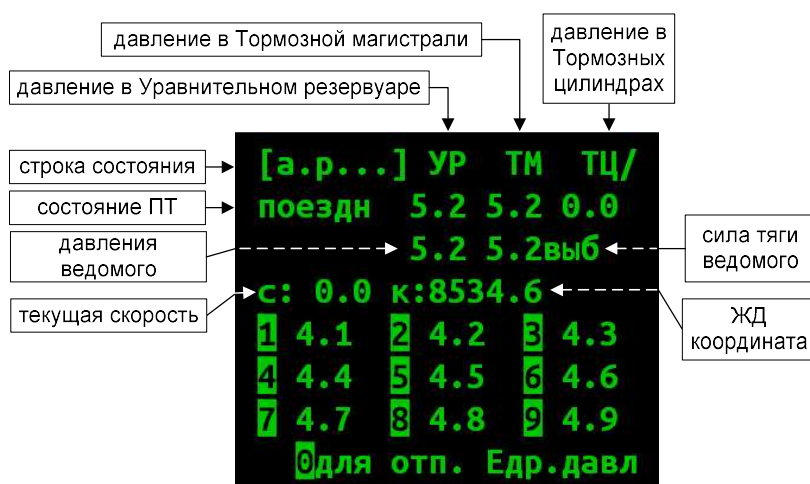 давление в Тормозной магистрали
давление в
Тормозных
цилиндрах
давление в Уравнительном резервуаре
строка состояния
[а.р...] УР ТМ ТЦ/
состояние ПТ
поездн 5.2 5.2 0.0
давления
ведомого
5.2 5.2выб
сила тяги
ведомого
текущая скорость
с: 0.0 к:8534.6
ЖД
координата
1 4.1 2 4.2 3 4.3
4 4.4 5 4.5 6 4.6
7 4.7 8 4.8 9 4.9
0для отп. Едр.давл